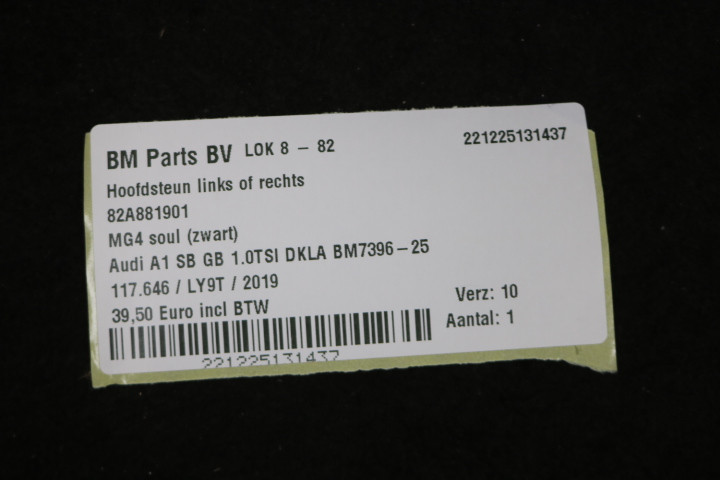 BM Parts BV LOK 8 - 82 221225131437
Hoofdsteun links of rechts
82A881901
MG4 soul (zwart)
Audi A1 SB GB 1.0TSI DKLA BM7396-25
117.646 / LY9T / 2019
39,50 Euro incl BTW
Verz: 10
Aantal: 1
221225131437